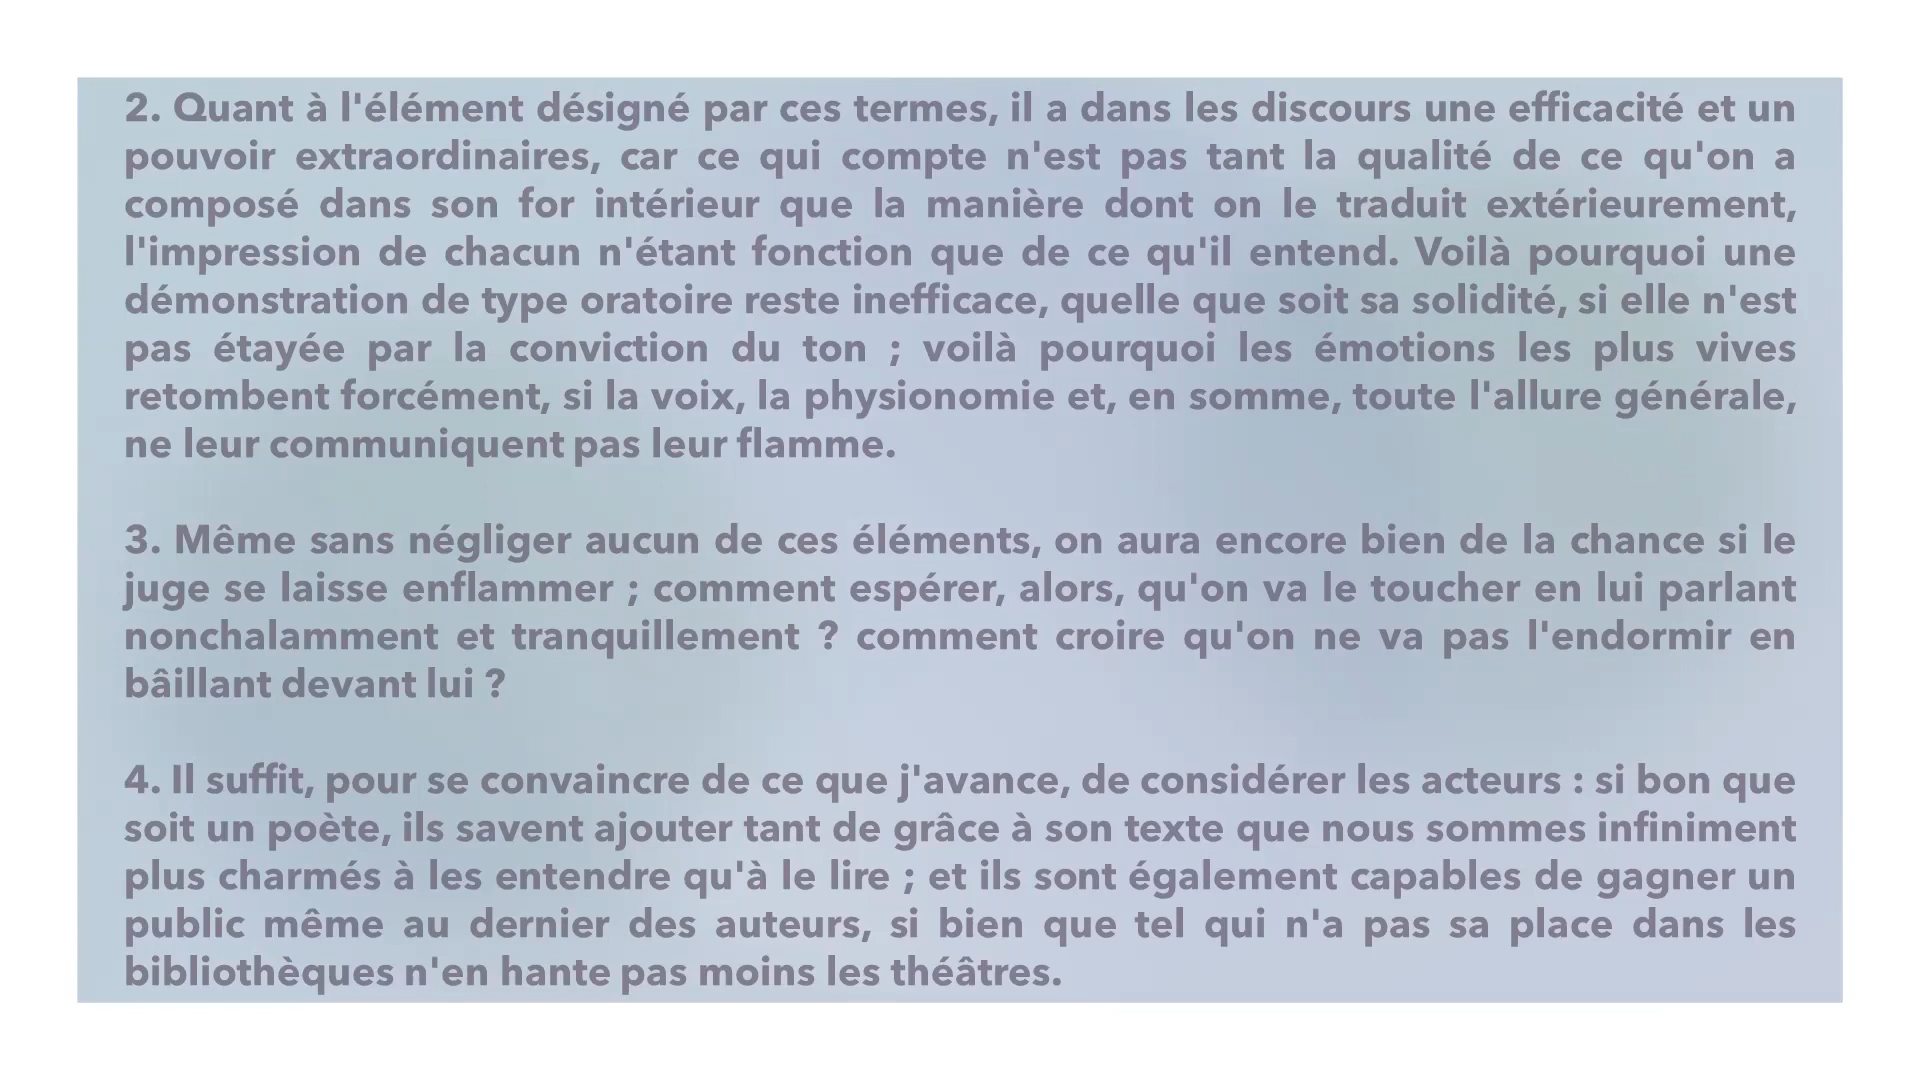 2. Quant à l'élément désigné par ces termes, il a dans les discours une efficacité et un
pouvoir extraordinaires, car ce qui compte n'est pas tant la qualité de ce qu'on a
composé dans son for intérieur que la manière dont on le traduit extérieurement,
l'impression de chacun n'étant fonction que de ce qu'il entend. Voilà pourquoi une
démonstration de type oratoire reste inefficace, quelle que soit sa solidité, si elle n'est
pas étayée par la conviction du ton ; voilà pourquoi les émotions les plus vives
retombent forcément, si la voix, la physionomie et, en somme, toute l'allure générale,
ne leur communiquent pas leur flamme.
3. Même sans négliger aucun de ces éléments, on aura encore bien de la chance si le
juge se laisse enflammer ; comment espérer, alors, qu'on va le toucher en lui parlant
nonchalamment et tranquillement ? comment croire qu'on ne va pas l'endormir en
bâillant devant lui ?
4. Il suffit, pour se convaincre de ce que j'avance, de considérer les acteurs : si bon que
soit un poète, ils savent ajouter tant de grâce à son texte que nous sommes infiniment
plus charmés à les entendre qu'à le lire ; et ils sont également capables de gagner un
public même au dernier des auteurs, si bien que tel qui n'a pas sa place dans les
bibliothèques n'en hante pas moins les théâtres.